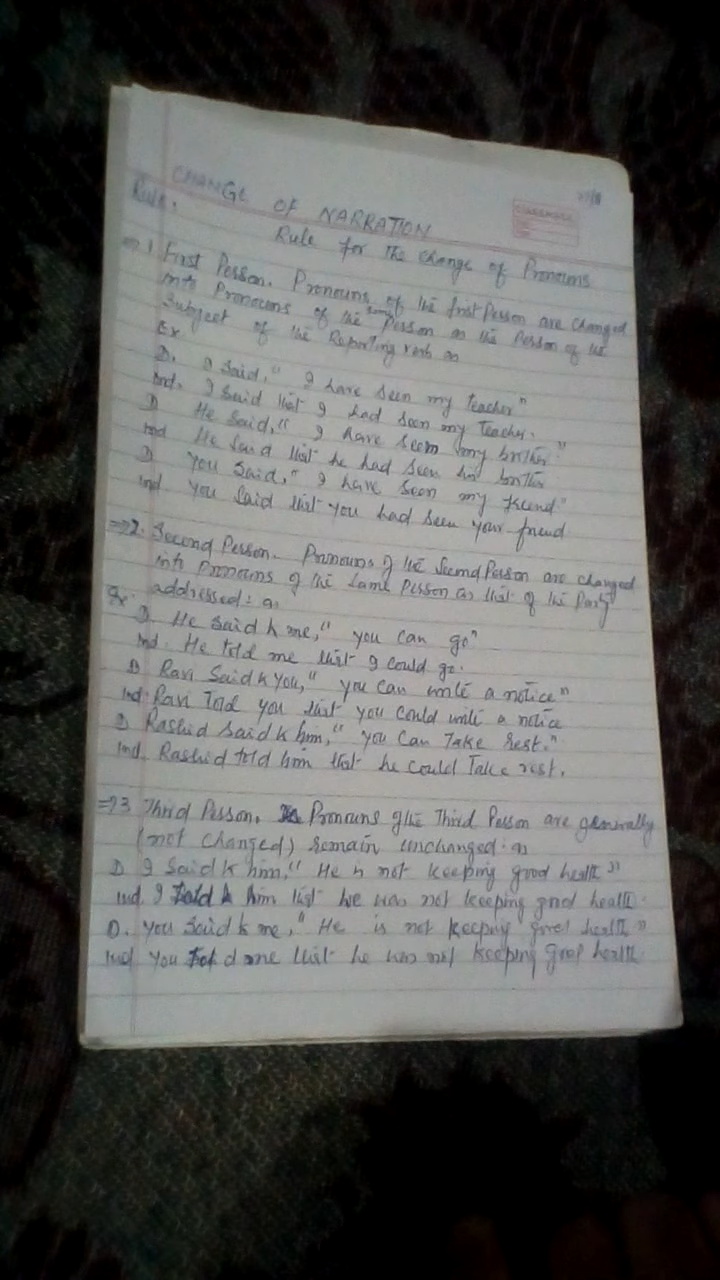 CHANGE OF NARRATION
Rule.
Rule for the change of Pronouns
⇒ 1 First Person. Pronouns of the first Person are changed
into Pronouns of the same Person as the Person of the
Subject of the Reporting verb as
Ex
D. I said, " I have seen my teacher"
Ind. I said that I had seen my teacher.
D He said, " I have seen my brother "
Ind He said that he had seen his brother
D You said, " I have seen my friend"
Ind you said that you had seen your friend
⇒ 2. Second Person. Pronouns of the Second Person are changed
into Pronouns of the same Person as that of the Party
Ex. addressed: as
D. He said to me, " you can go"
Ind. He told me that I could go.
D Ravi Said to you, " you can write a notice"
Ind. Ravi Told you that you could write a notice
D Rashid said to him, " you can Take rest."
Ind. Rashid told him that he could Take rest.
⇒ 3 Third Person. Pronouns of the Third Person are generally
(not changed) remain unchanged: as
D I said to him, " He is not keeping good health "
Ind. I told him that he was not keeping good health.
D. you said to me, " He is not keeping good health "
Ind you told me that he was not keeping good health.